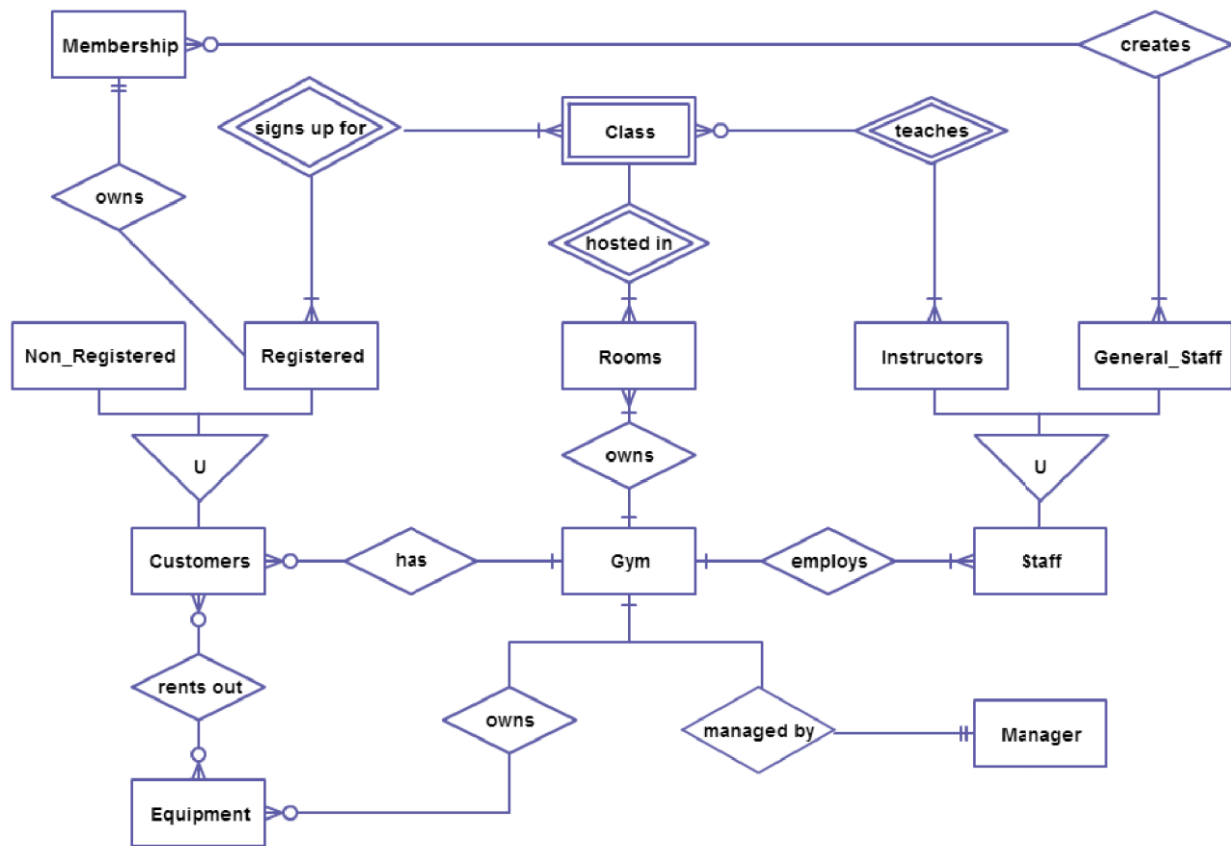 Membership
creates
signs up for
Class
teaches
owns
hosted in
Non_Registered
Registered
Rooms
Instructors
General_Staff
U
owns
U
Customers
has
Gym
employs
Staff
rents out
owns
managed by
Manager
Equipment